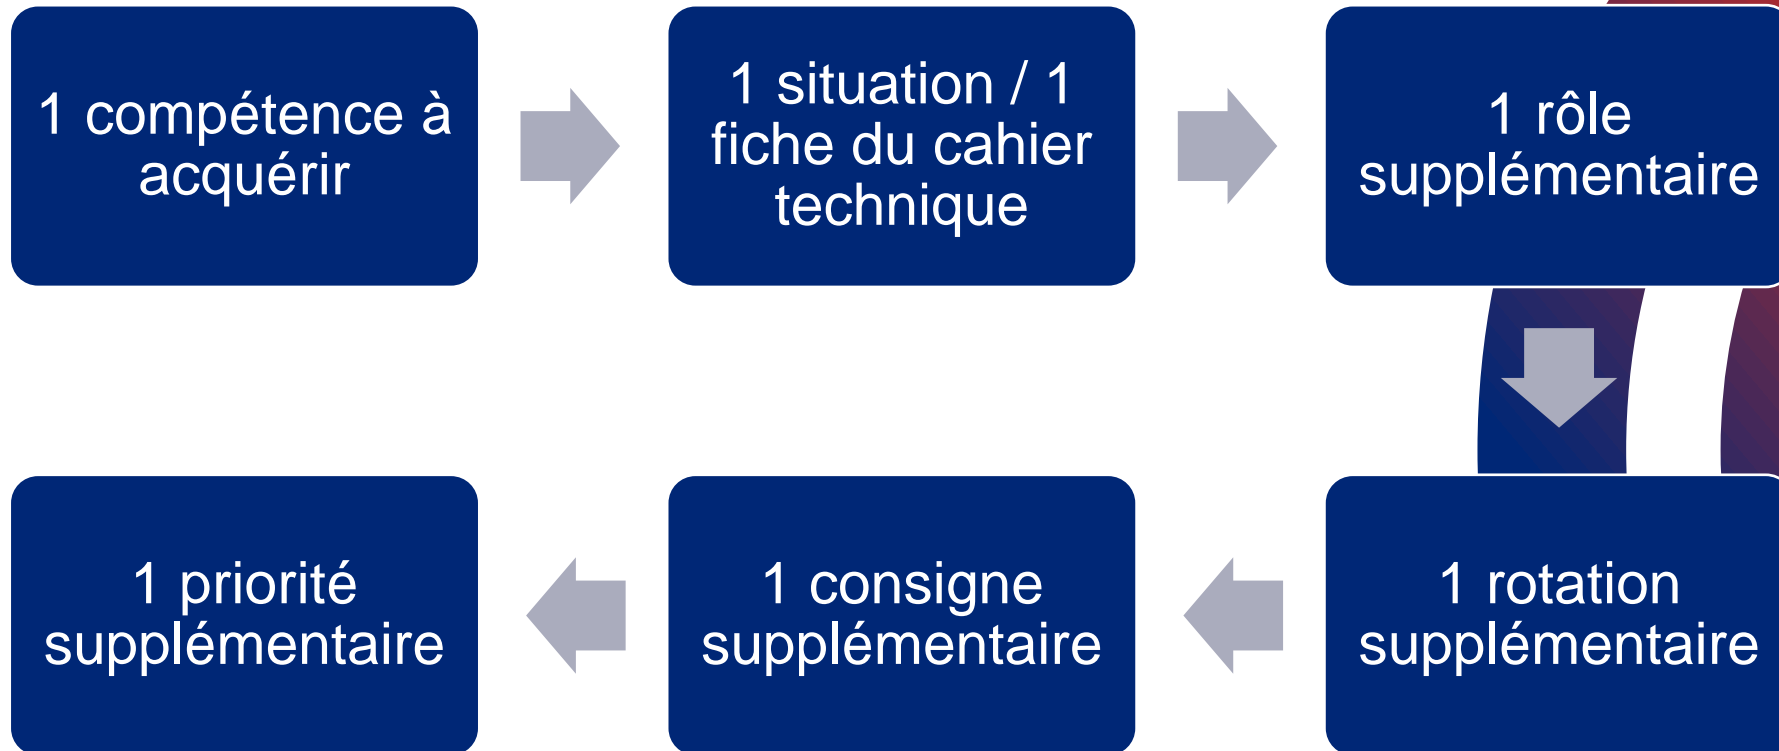 1 compétence à
acquérir
1 situation / 1
fiche du cahier
technique
1 rôle
supplémentaire
1 rotation
supplémentaire
1 consigne
supplémentaire
1 priorité
supplémentaire